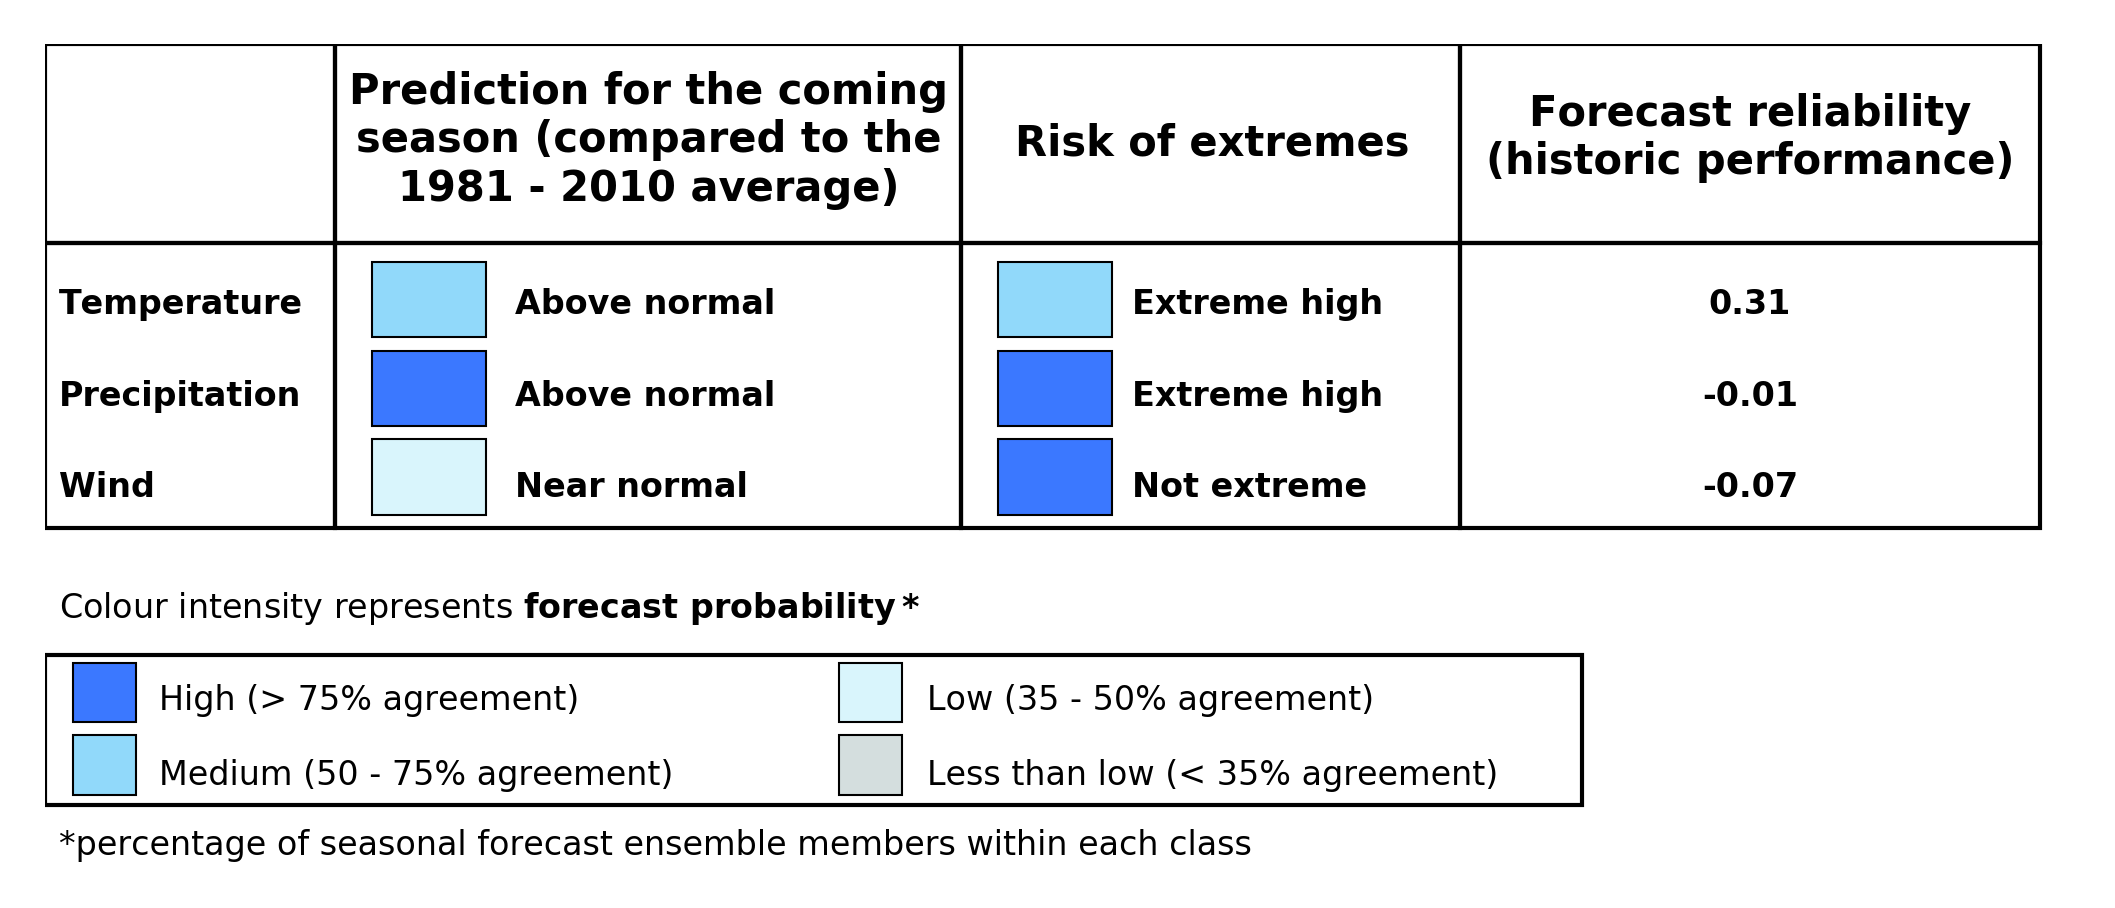 Prediction for the coming
season (compared to the
1981 - 2010 average)
Risk of extremes
Forecast reliability
(historic performance)
Temperature Above normal Extreme high 0.31
Precipitation Above normal Extreme high -0.01
Wind Near normal Not extreme -0.07
Colour intensity represents forecast probability*
High (> 75% agreement) Low (35 - 50% agreement)
Medium (50 - 75% agreement) Less than low (< 35% agreement)
*percentage of seasonal forecast ensemble members within each class